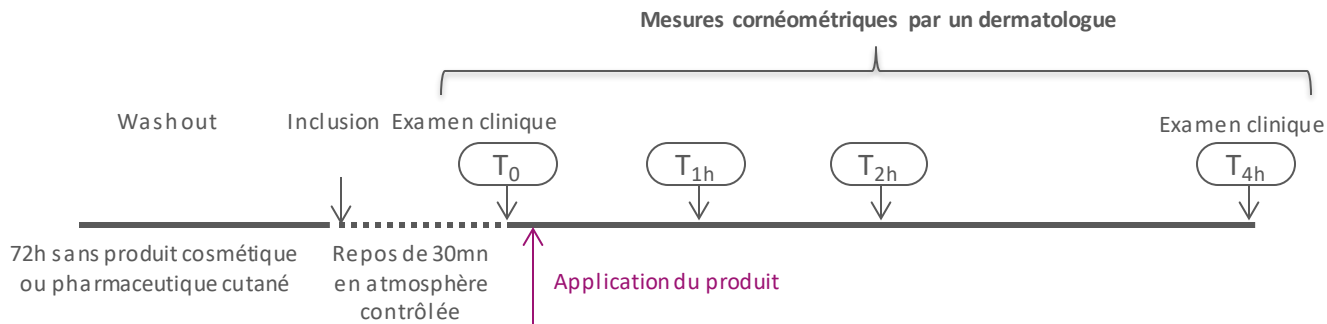 Mesures cornéométriques par un dermatologue
Washout
Inclusion
Examen clinique
Examen clinique
T0
T1h
T2h
T4h
72h sans produit cosmétique
ou pharmaceutique cutané
Repos de 30mn
en atmosphère
contrôlée
Application du produit